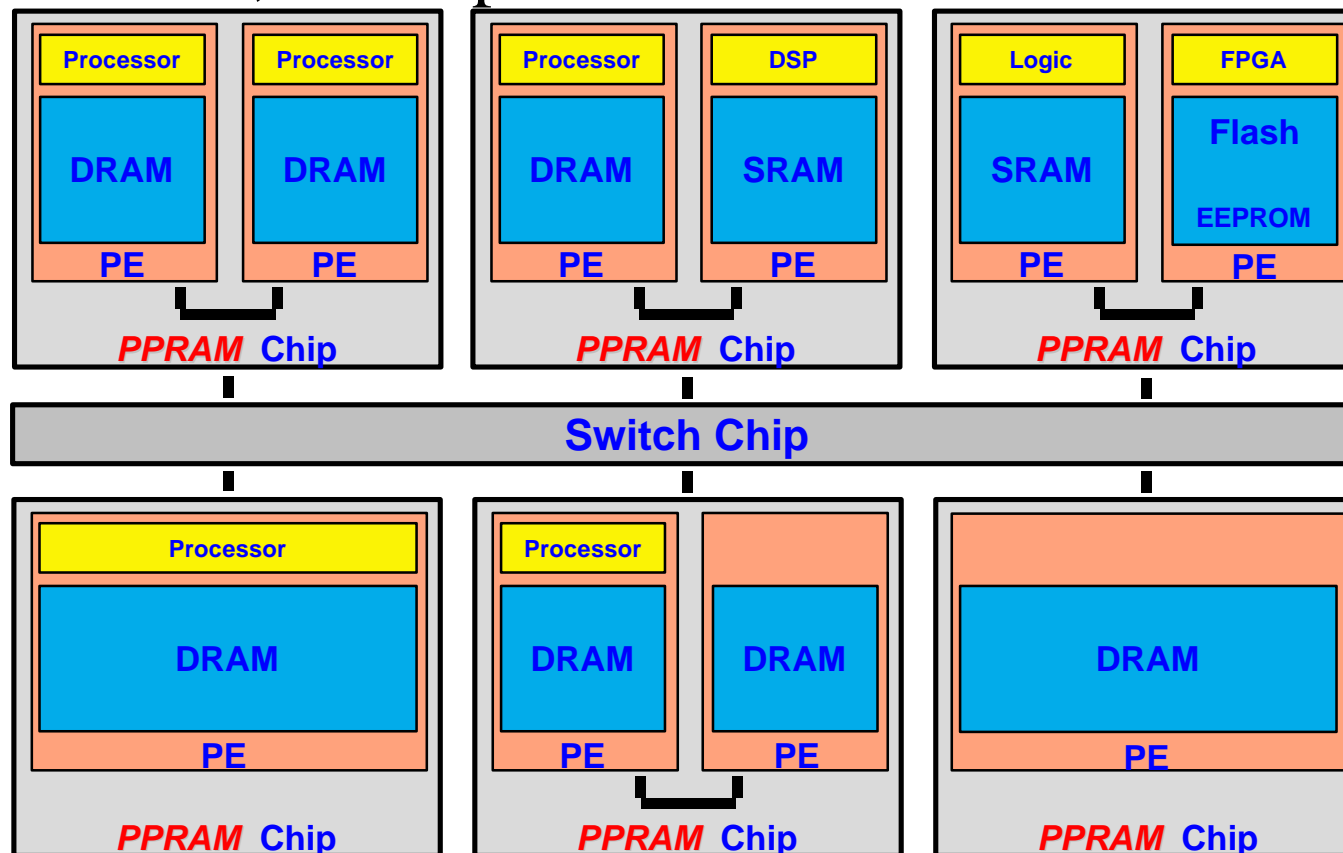 Processor
DRAM
PE
Processor
DRAM
PE
PPRAM Chip
Processor
DRAM
PE
DSP
SRAM
PE
PPRAM Chip
Logic
SRAM
PE
FPGA
Flash
EEPROM
PE
PPRAM Chip
Switch Chip
Processor
DRAM
PE
PPRAM Chip
Processor
DRAM
PE
DRAM
PE
PPRAM Chip
DRAM
PE
PPRAM Chip